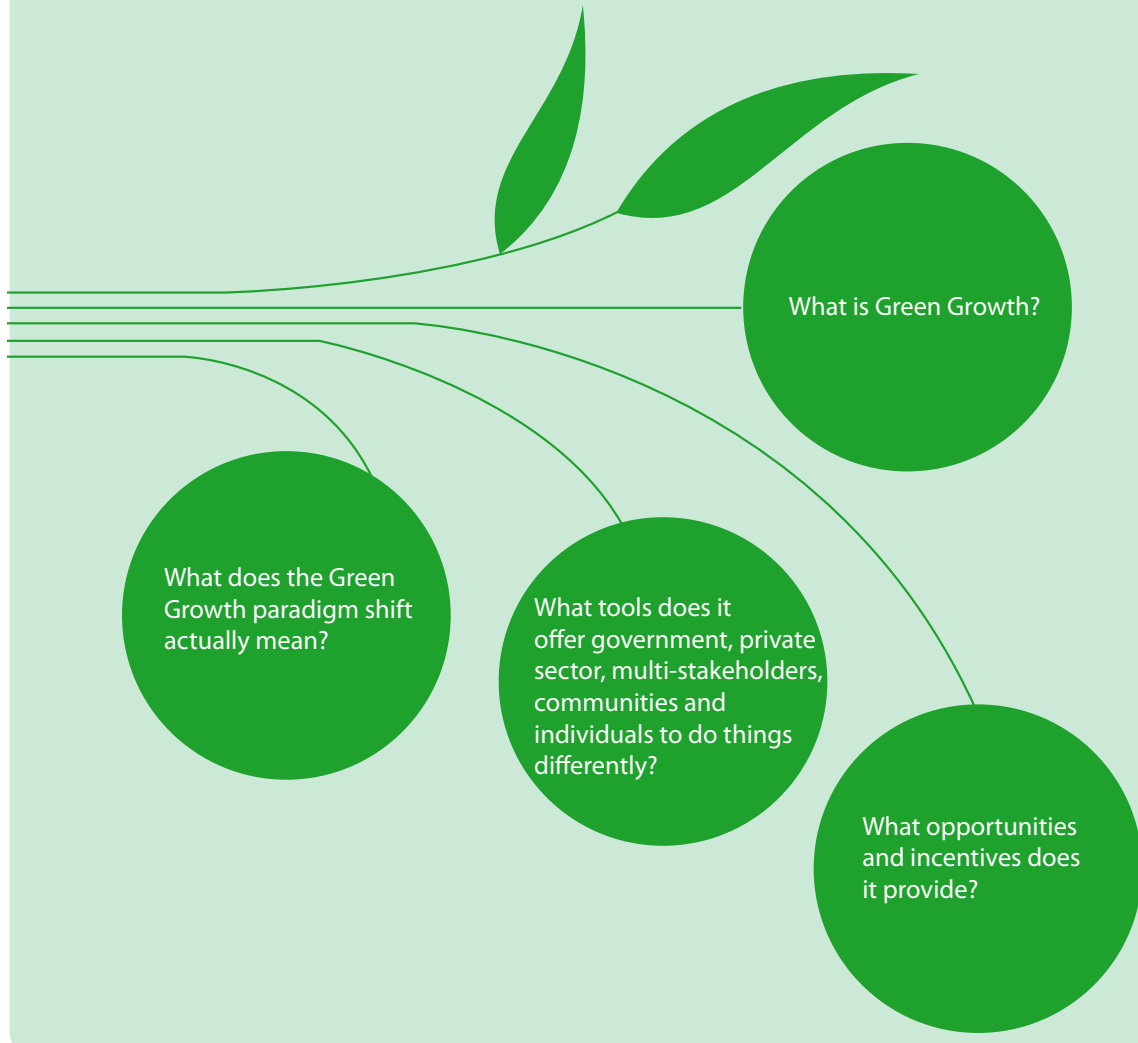 What is Green Growth?
What does the Green
Growth paradigm shift
actually mean?
What tools does it
offer government, private
sector, multi-stakeholders,
communities and
individuals to do things
differently?
What opportunities
and incentives does
it provide?